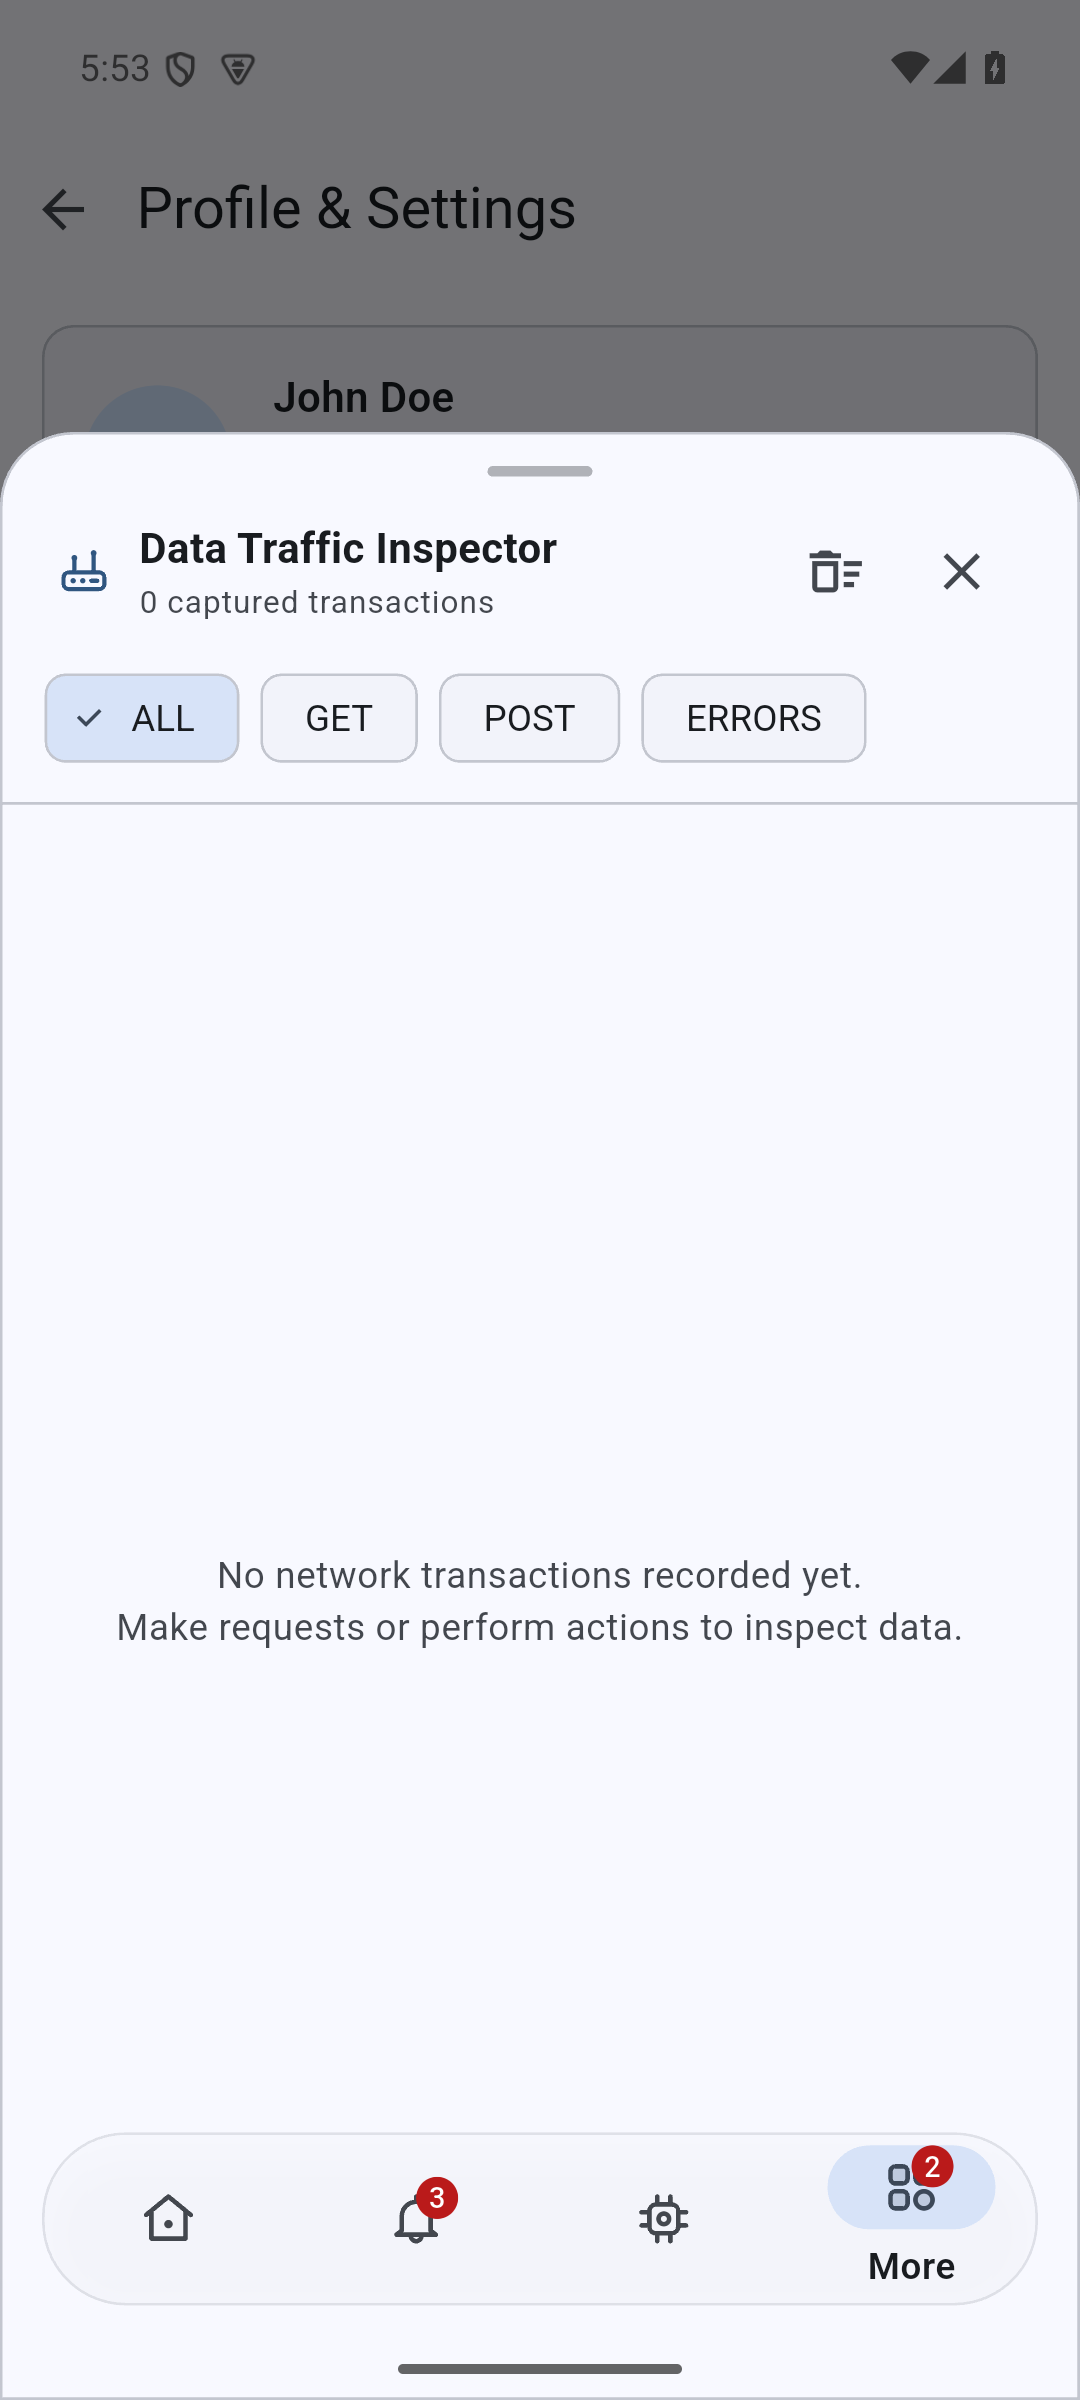 5:53
Profile & Settings
John Doe
Data Traffic Inspector
0 captured transactions
ALL
GET
POST
ERRORS
No network transactions recorded yet.
Make requests or perform actions to inspect data.
3
2
More